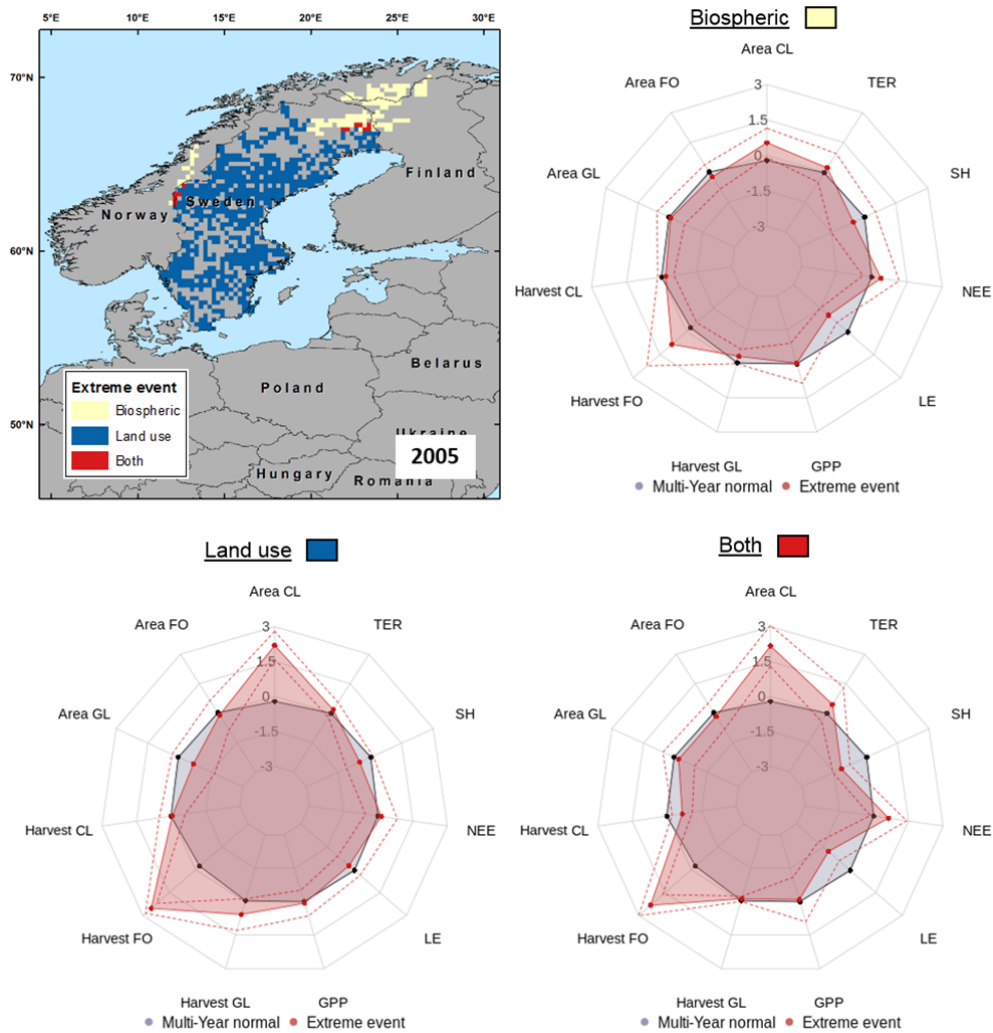 5°E 10°E 15°E 20°E 25°E 30°E
70°N
60°N
50°N
Finland
Norway
Sweden
Belarus
Poland
Ukraine
Hungary
Romania
Extreme event
Biospheric
Land use
Both
2005
Biospheric
Area CL
Area FO
TER
3
1.5
0
-1.5
-3
Area GL
SH
Harvest CL
NEE
Harvest FO
LE
Harvest GL
GPP
Multi-Year normal
Extreme event
Land use
Area CL
Area FO
TER
3
1.5
0
-1.5
-3
Area GL
SH
Harvest CL
NEE
Harvest FO
LE
Harvest GL
GPP
Multi-Year normal
Extreme event
Both
Area CL
Area FO
TER
3
1.5
0
-1.5
-3
Area GL
SH
Harvest CL
NEE
Harvest FO
LE
Harvest GL
GPP
Multi-Year normal
Extreme event